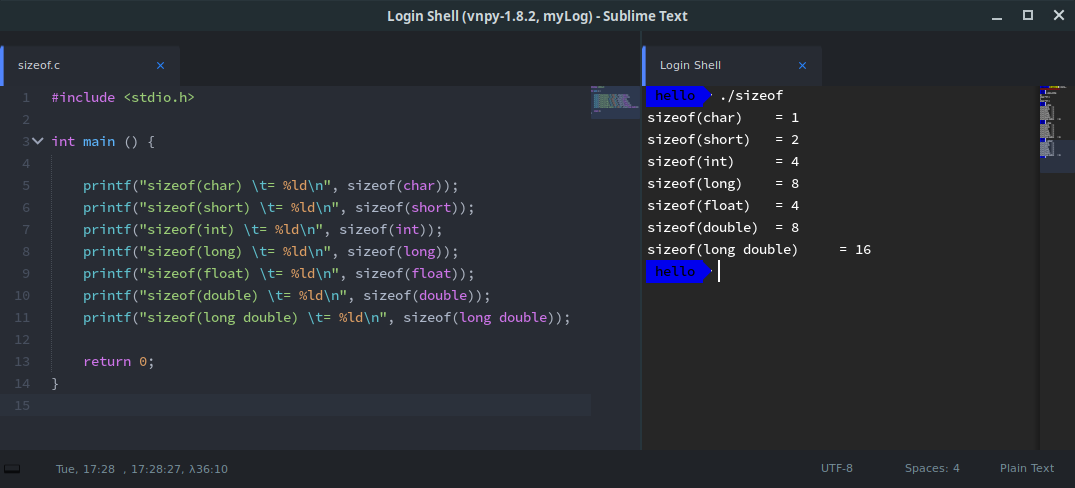 Login Shell (vnpy-1.8.2, myLog) - Sublime Text
sizeof.c
1 #include <stdio.h>
2
3 int main () {
4
5 printf("sizeof(char) \t= %ld\n", sizeof(char));
6 printf("sizeof(short) \t= %ld\n", sizeof(short));
7 printf("sizeof(int) \t= %ld\n", sizeof(int));
8 printf("sizeof(long) \t= %ld\n", sizeof(long));
9 printf("sizeof(float) \t= %ld\n", sizeof(float));
10 printf("sizeof(double) \t= %ld\n", sizeof(double));
11 printf("sizeof(long double) \t= %ld\n", sizeof(long double));
12
13 return 0;
14 }
15
Login Shell
hello ./sizeof
sizeof(char) = 1
sizeof(short) = 2
sizeof(int) = 4
sizeof(long) = 8
sizeof(float) = 4
sizeof(double) = 8
sizeof(long double) = 16
hello
Tue, 17:28 , 17:28:27, λ36:10
UTF-8
Spaces: 4
Plain Text